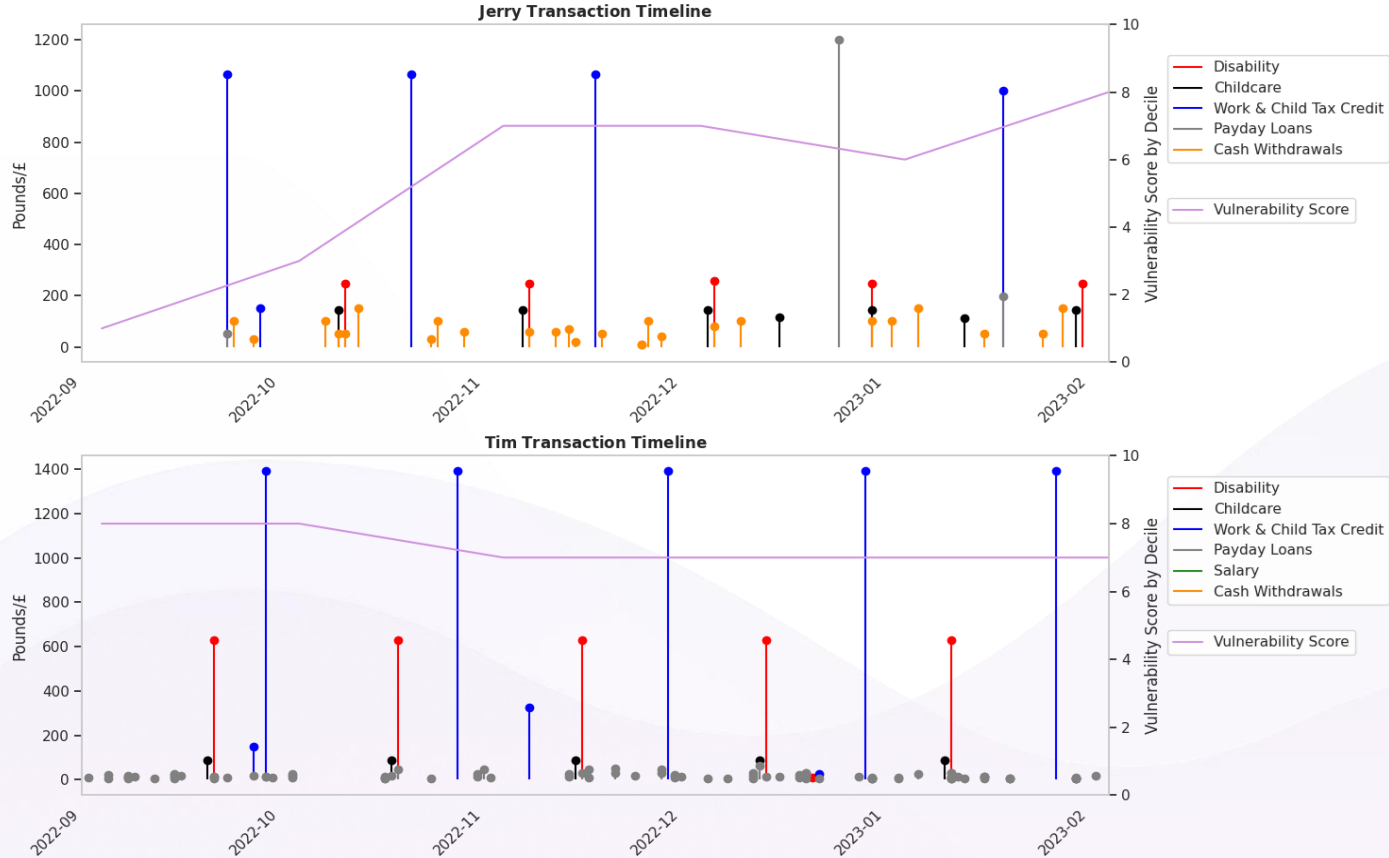 Jerry Transaction Timeline
1200
1000
800
600
400
200
0
Pounds/£
10
8
6
4
2
0
Vulnerability Score by Decile
2022-09
2022-10
2022-11
2022-12
2023-01
2023-02
Disability
Childcare
Work & Child Tax Credit
Payday Loans
Cash Withdrawals
Vulnerability Score
Tim Transaction Timeline
1400
1200
1000
800
600
400
200
0
Pounds/£
10
8
6
4
2
0
Vulnerability Score by Decile
2022-09
2022-10
2022-11
2022-12
2023-01
2023-02
Disability
Childcare
Work & Child Tax Credit
Payday Loans
Salary
Cash Withdrawals
Vulnerability Score